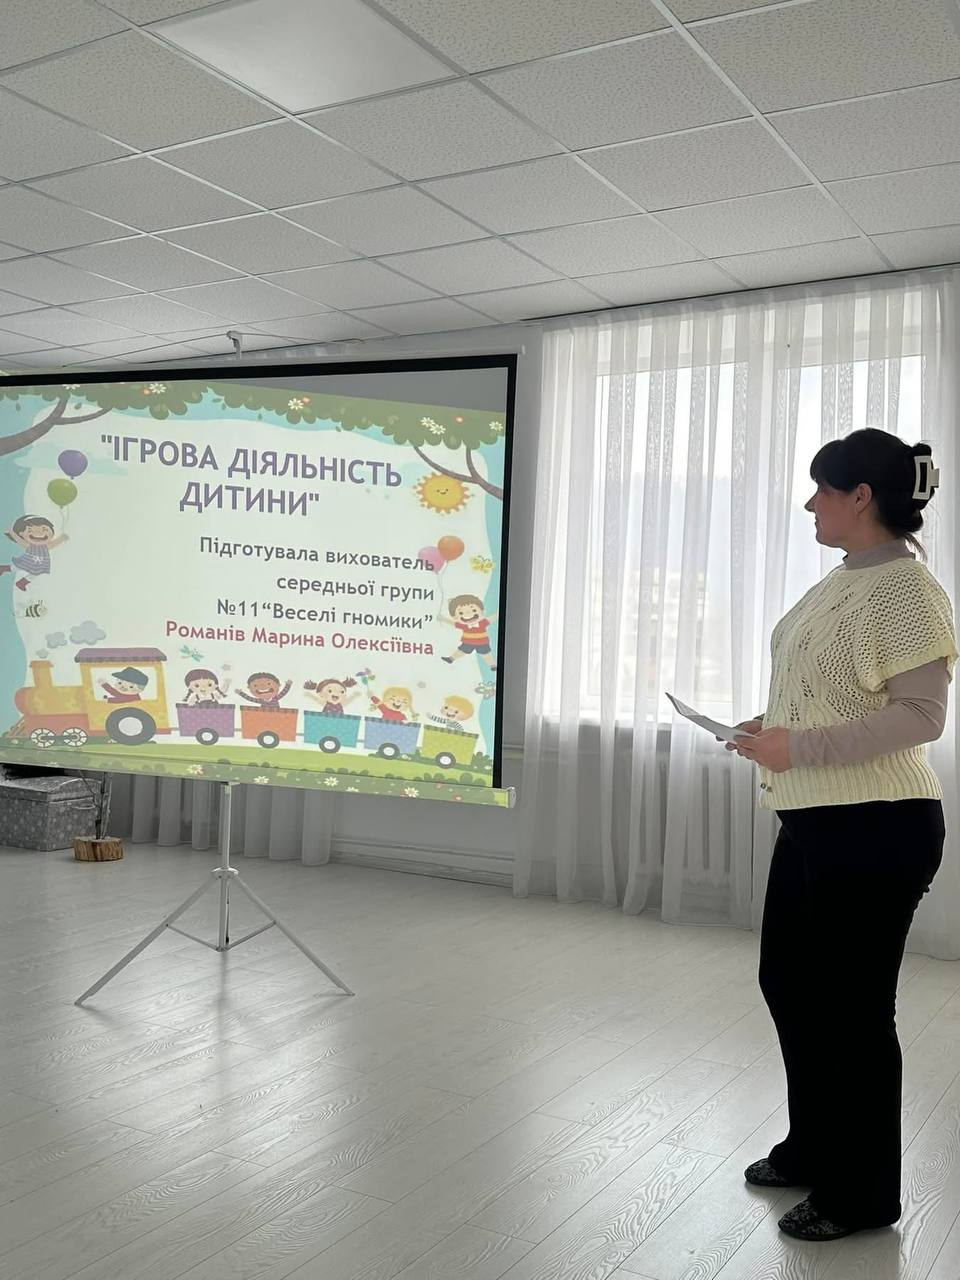 "ІГРОВА ДІЯЛЬНІСТЬ
ДИТИНИ"
Підготувала вихователь
середньої групи
№11“Веселі гномики”
Романів Марина Олексіївна